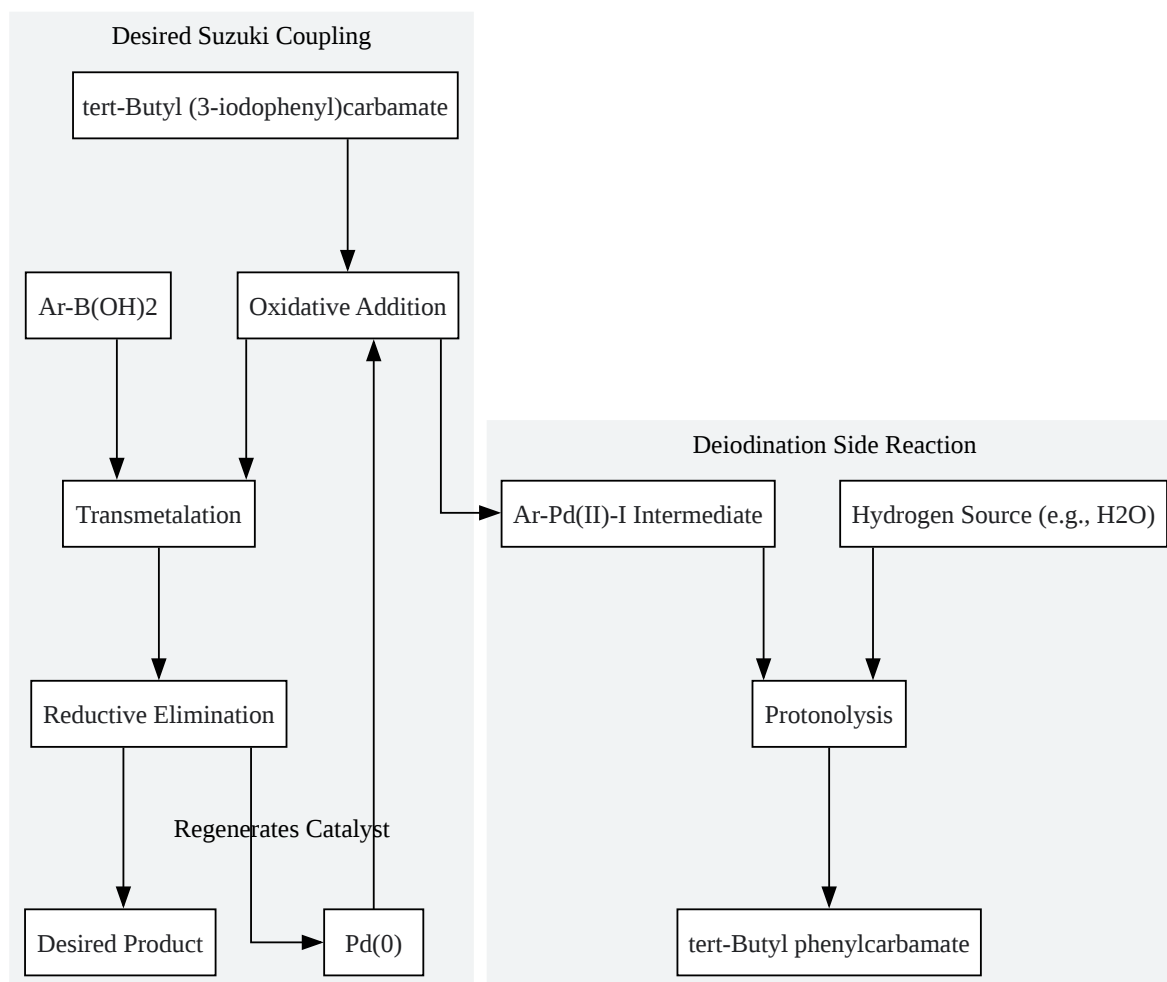 Desired Suzuki Coupling
tert-Butyl (3-iodophenyl)carbamate
Ar-B(OH)2
Oxidative Addition
Deiodination Side Reaction
Transmetalation
Ar-Pd(II)-I Intermediate
Hydrogen Source (e.g., H2O)
Reductive Elimination
Protonolysis
Regenerates Catalyst
Desired Product
Pd(0)
tert-Butyl phenylcarbamate